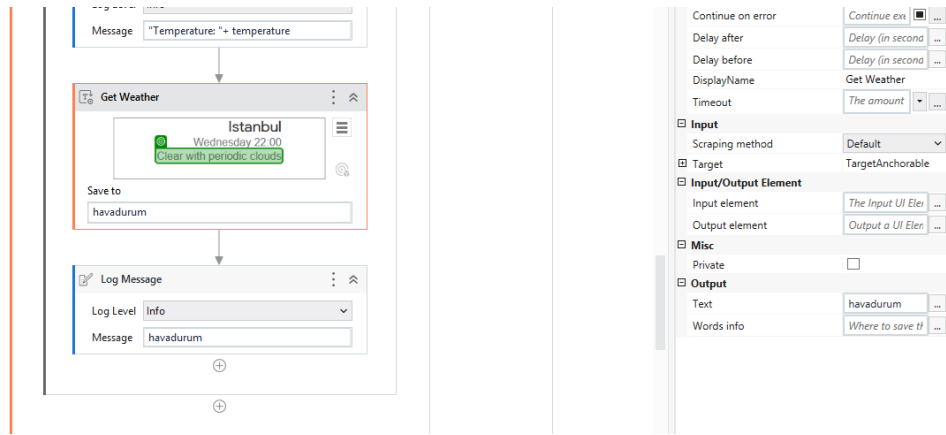 Message "Temperature: "+ temperature
Get Weather
Istanbul
Wednesday 22:00
Clear with periodic clouds
Save to
havadurum
Log Message
Log Level Info
Message havadurum
Continue on error Continue exe ...
Delay after Delay (in second ...
Delay before Delay (in second ...
DisplayName Get Weather
Timeout The amount ...
Input
Scraping method Default
Target TargetAnchorable
Input/Output Element
Input element The Input UI Eler ...
Output element Output a UI Elen ...
Misc
Private
Output
Text havadurum ...
Words info Where to save th ...